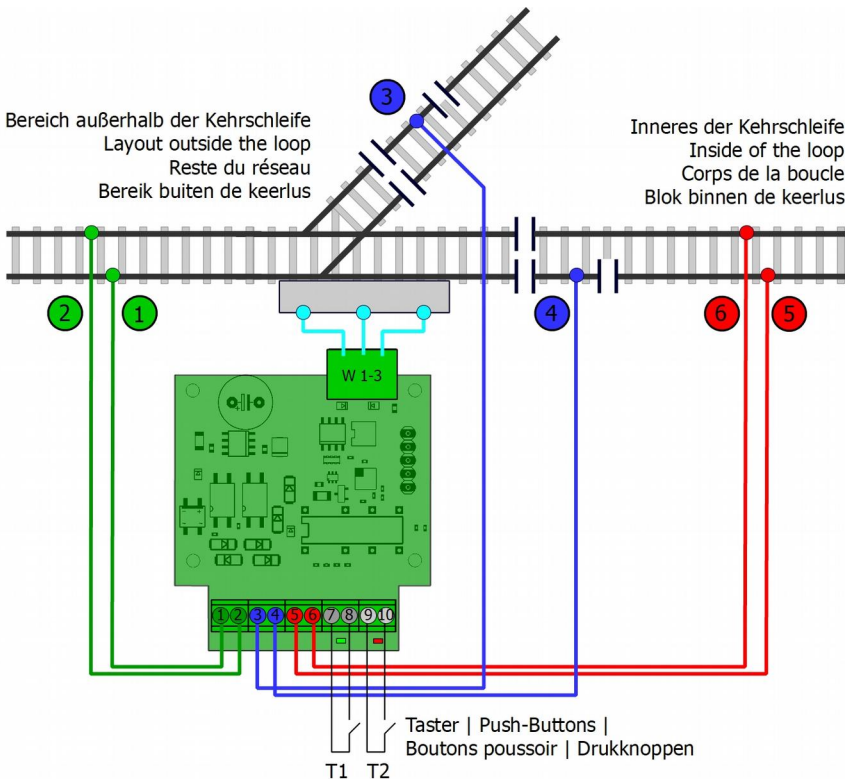 3
Bereich außerhalb der Kehrschleife
Layout outside the loop
Reste du réseau
Bereik buiten de keerlus
Inneres der Kehrschleife
Inside of the loop
Corps de la boucle
Blok binnen de keerlus
2 1 4 6 5
W 1-3
1 2 3 4 5 6 7 8 9 10
Taster | Push-Buttons |
Boutons poussoir | Drukknoppen
T1 T2